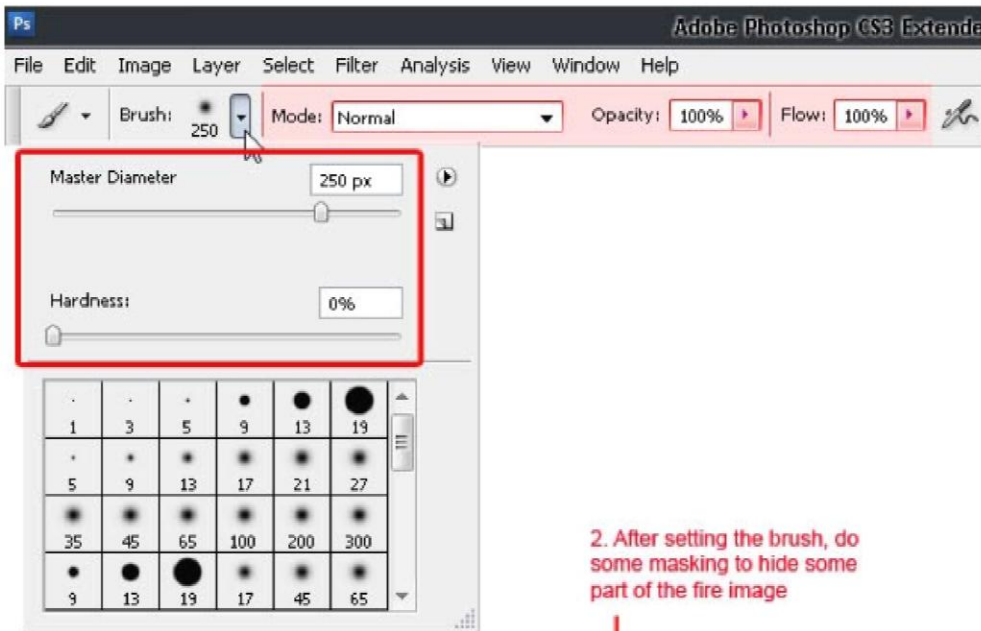 Ps Adobe Photoshop CS3 Extende
File Edit Image Layer Select Filter Analysis View Window Help
Brush: 250 Mode: Normal Opacity: 100% Flow: 100%
Master Diameter 250 px
Hardness: 0%
1 3 5 9 13 19
5 9 13 17 21 27
35 45 65 100 200 300
9 13 19 17 45 65
2. After setting the brush, do
some masking to hide some
part of the fire image